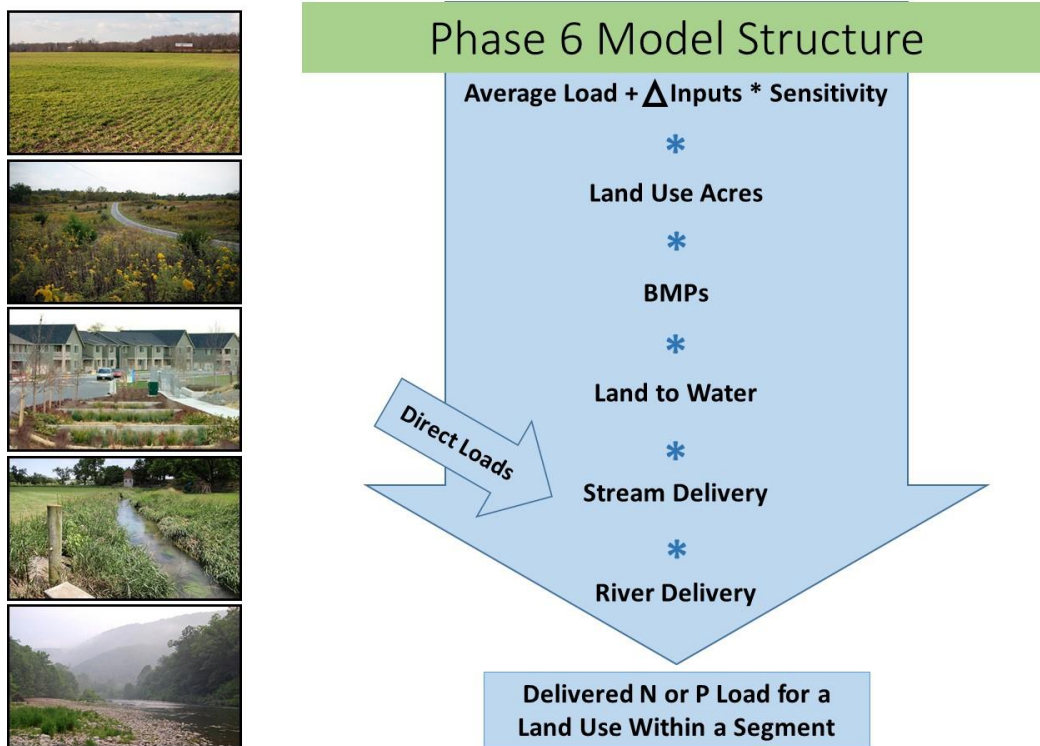 Phase 6 Model Structure
Average Load + Δ Inputs * Sensitivity
*
Land Use Acres
*
BMPs
*
Land to Water
*
Direct Loads
Stream Delivery
*
River Delivery
Delivered N or P Load for a
Land Use Within a Segment